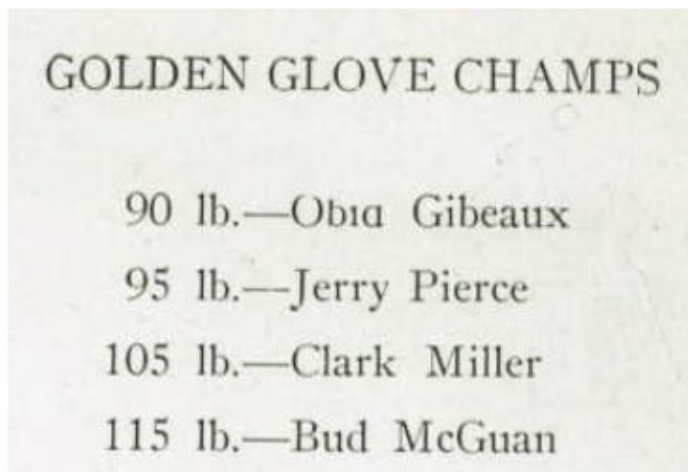 GOLDEN GLOVE CHAMPS
90 lb.—Obia Gibeaux
95 lb.—Jerry Pierce
105 lb.—Clark Miller
115 lb.—Bud McGuan